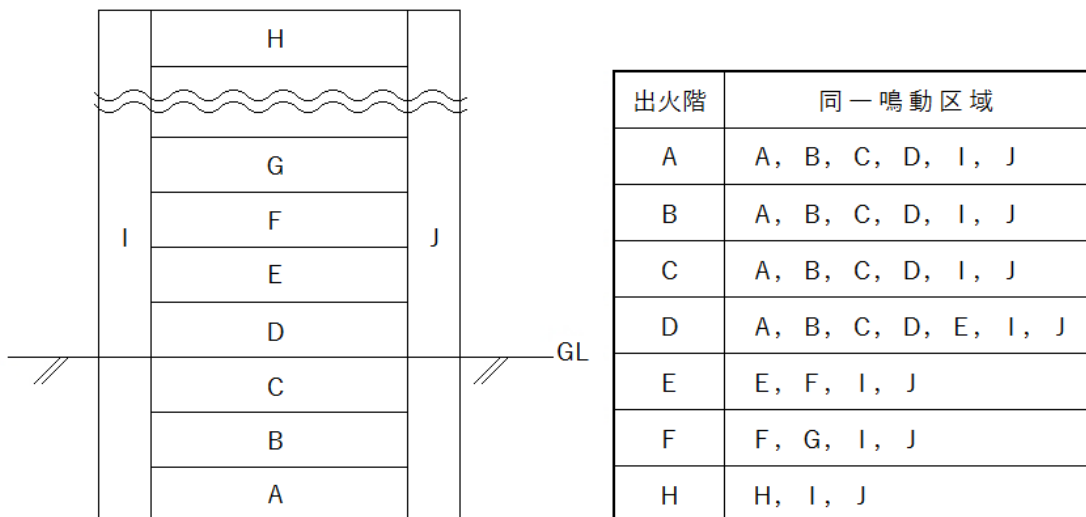 H
G
F
I
J
E
D
GL
C
B
A
出火階 同一鳴動区域
A A, B, C, D, I, J
B A, B, C, D, I, J
C A, B, C, D, I, J
D A, B, C, D, E, I, J
E E, F, I, J
F F, G, I, J
H H, I, J